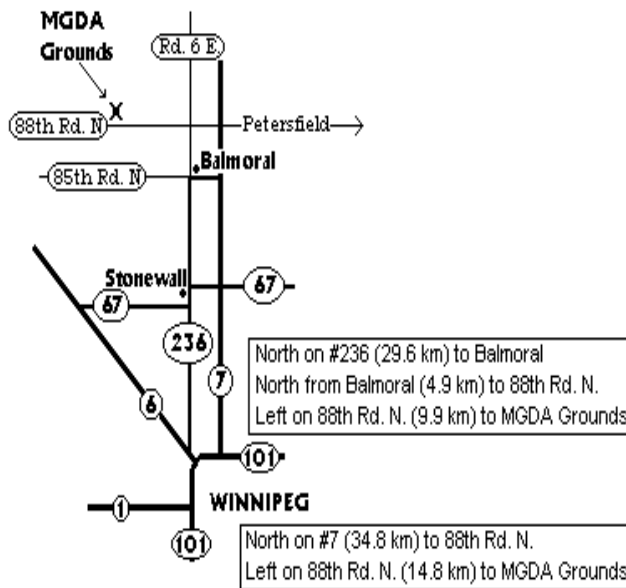 MGDA
Grounds
Rd. 6 E
X
88th Rd. N
Petersfield
Balmoral
85th Rd. N
Stonewall
67
67
236
7
6
North on #236 (29.6 km) to Balmoral
North from Balmoral (4.9 km) to 88th Rd. N.
Left on 88th Rd. N. (9.9 km) to MGDA Grounds
101
WINNIPEG
1
101
North on #7 (34.8 km) to 88th Rd. N.
Left on 88th Rd. N. (14.8 km) to MGDA Grounds